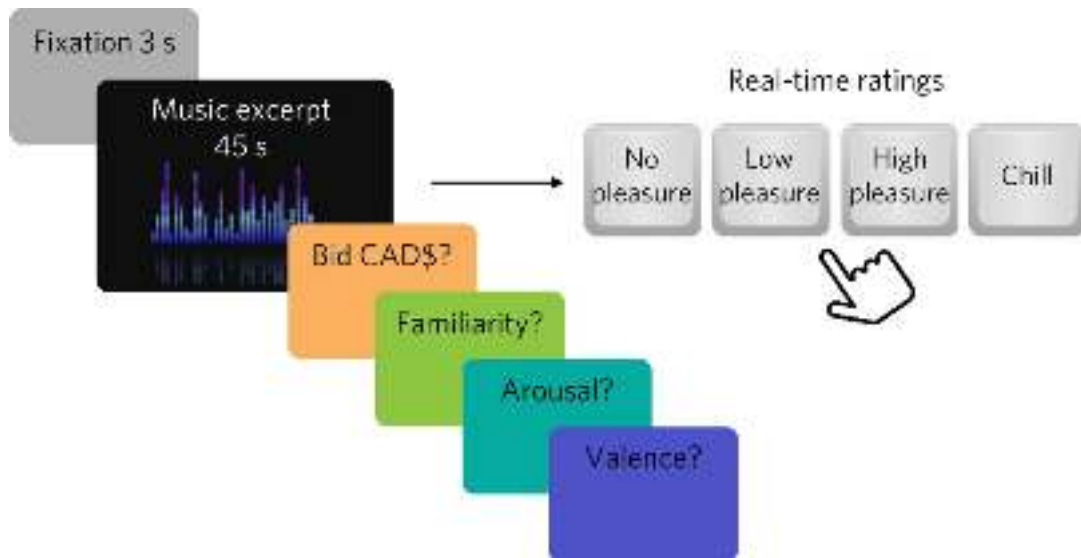 Fixation 3 s
Music excerpt
45 s
Real-time ratings
No
pleasure
Low
pleasure
High
pleasure
Chill
Bid CAD$?
Familiarity?
Arousal?
Valence?